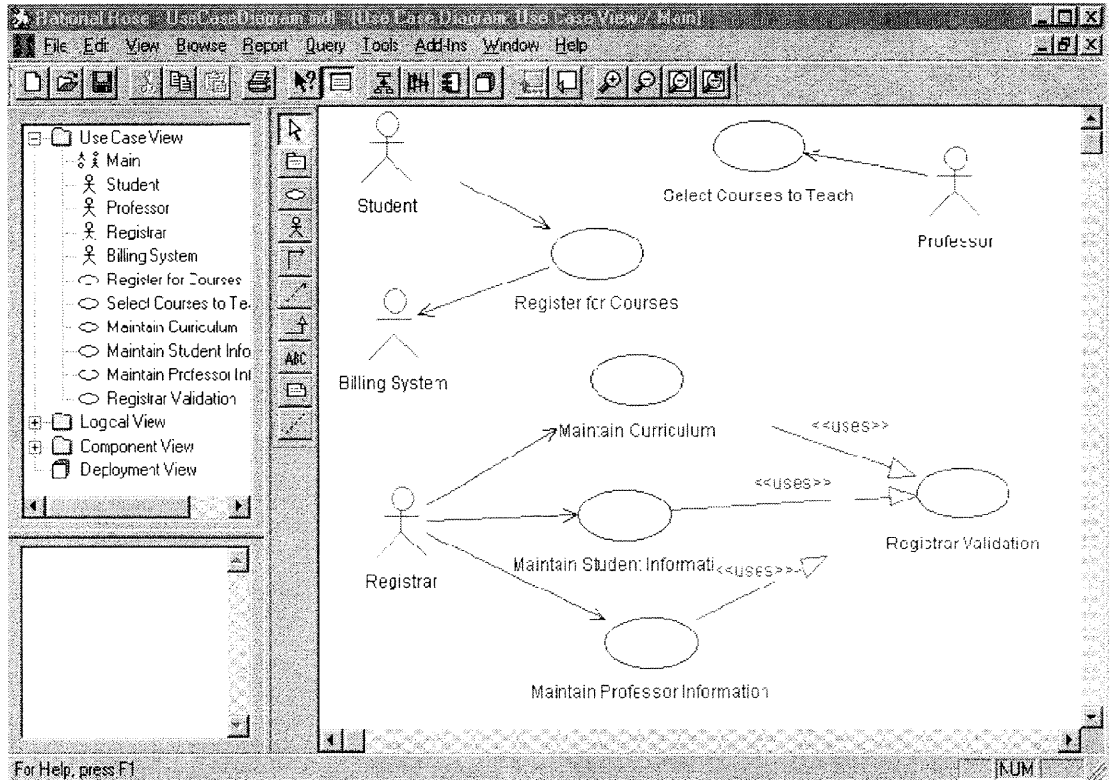 Rational Rose - UseCaseDiagram.mdl - [Use Case Diagram: Use Case View / Main]
File Edit View Browse Report Query Tools Add-Ins Window Help
Use Case View
Main
Student
Professor
Registrar
Billing System
Register for Courses
Select Courses to Te
Maintain Curriculum
Maintain Student Info
Maintain Professor Inf
Registrar Validation
Logical View
Component View
Deployment View
ABC
Student
Select Courses to Teach
Professor
Register for Courses
Billing System
Maintain Curriculum
<<uses>>
<<uses>>
Registrar Validation
Maintain Student Informati
<<uses>>
Registrar
Maintain Professor Information
For Help, press F1
NUM